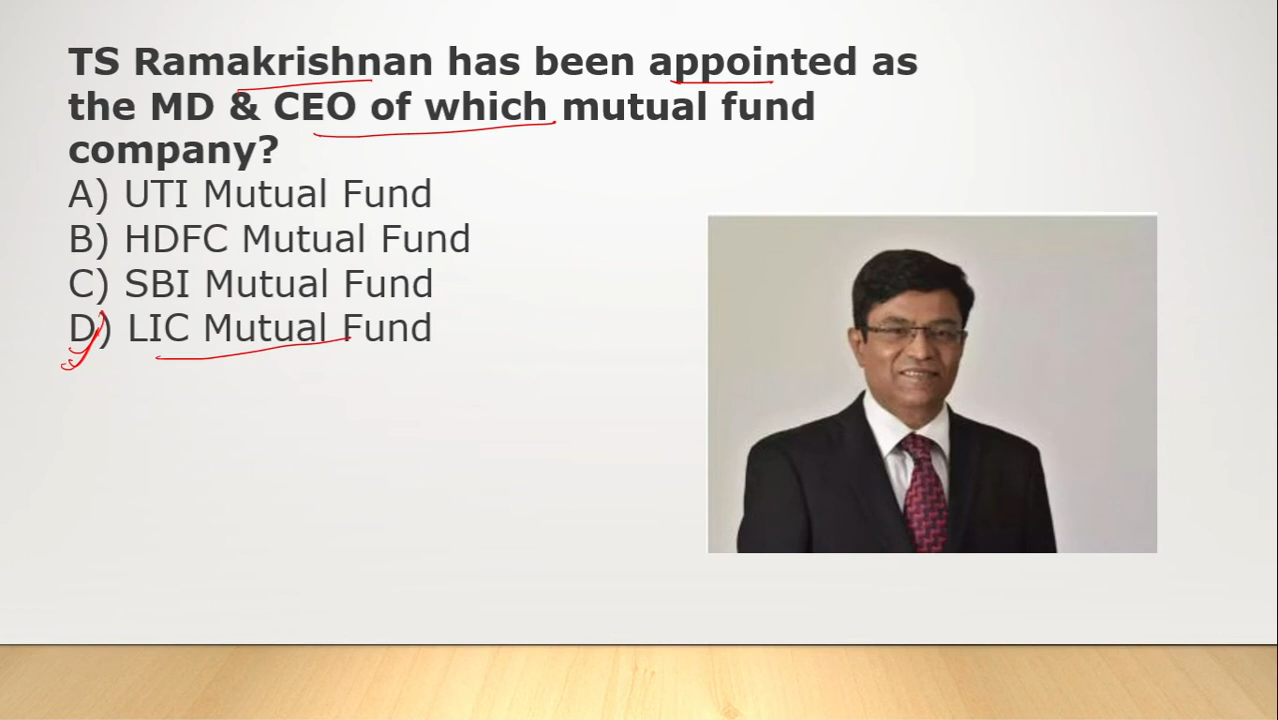 TS Ramakrishnan has been appointed as
the MD & CEO of which mutual fund
company?
A) UTI Mutual Fund
B) HDFC Mutual Fund
C) SBI Mutual Fund
D) LIC Mutual Fund